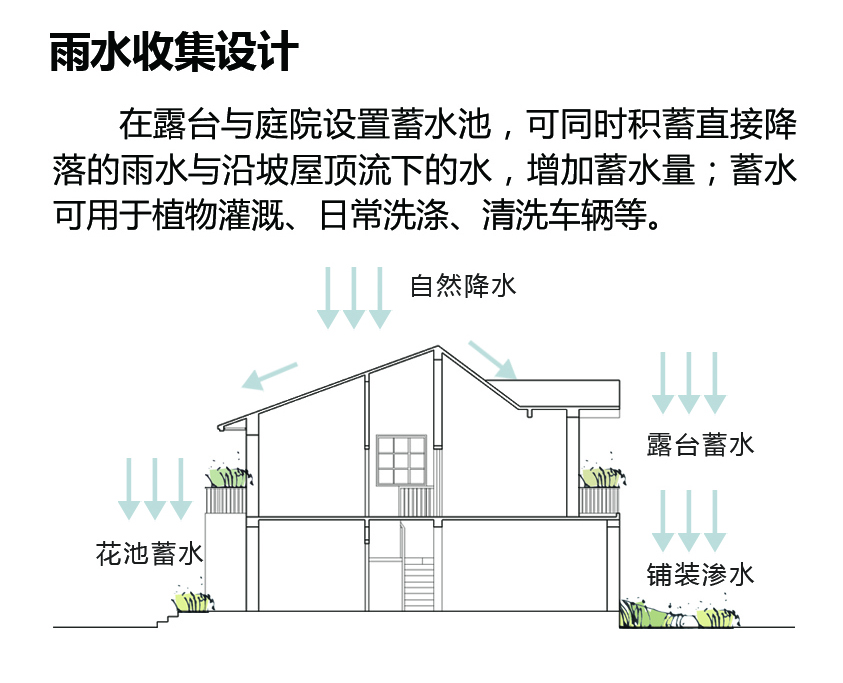 雨水收集设计
在露台与庭院设置蓄水池，可同时积蓄直接降
落的雨水与沿坡屋顶流下的水，增加蓄水量；蓄水
可用于植物灌溉、日常洗涤、清洗车辆等。
自然降水
露台蓄水
花池蓄水
铺装渗水